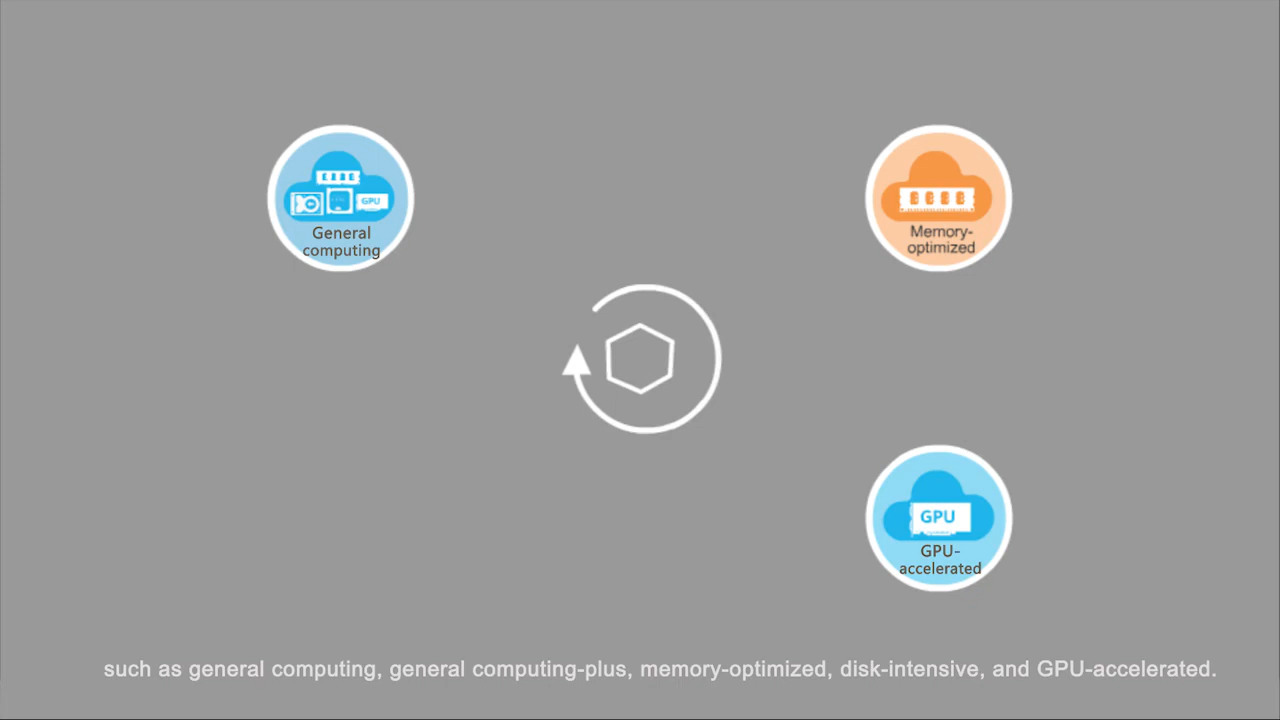 GPU
General
computing
Memory-
optimized
GPU
GPU-
accelerated
such as general computing, general computing-plus, memory-optimized, disk-intensive, and GPU-accelerated.